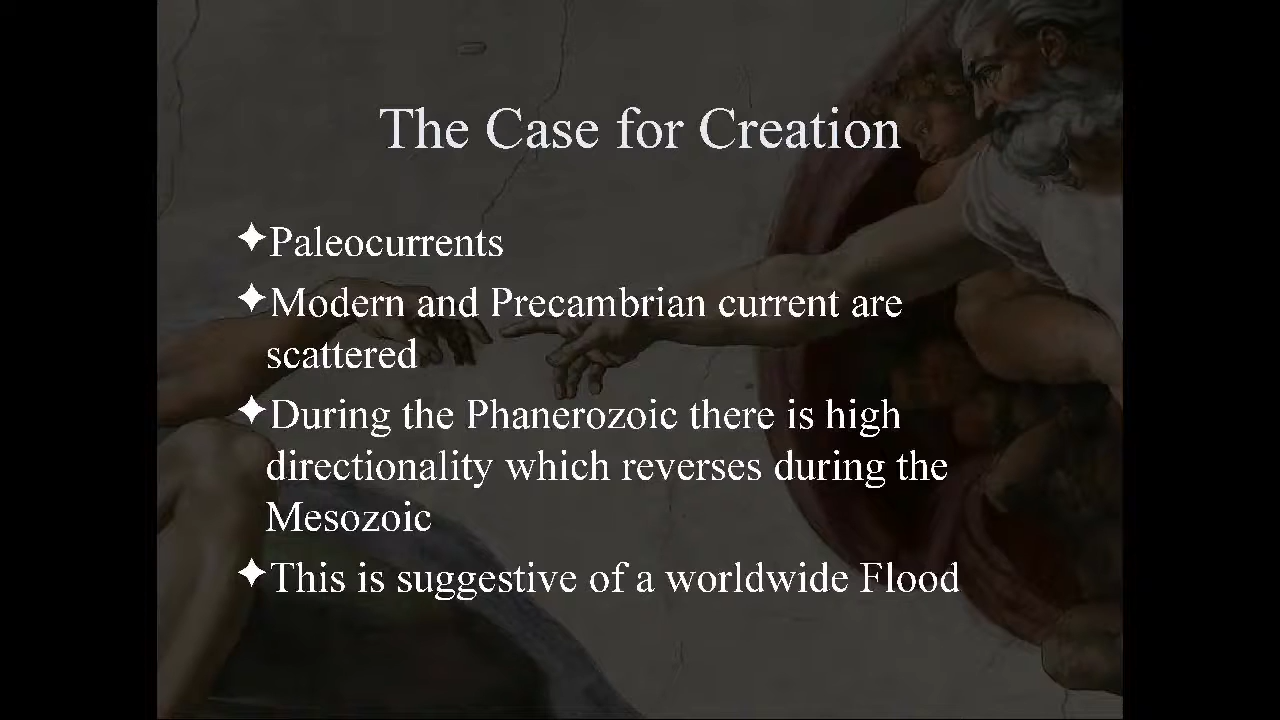 The Case for Creation
✦Paleocurrents
✦Modern and Precambrian current are
scattered
✦During the Phanerozoic there is high
directionality which reverses during the
Mesozoic
✦This is suggestive of a worldwide Flood